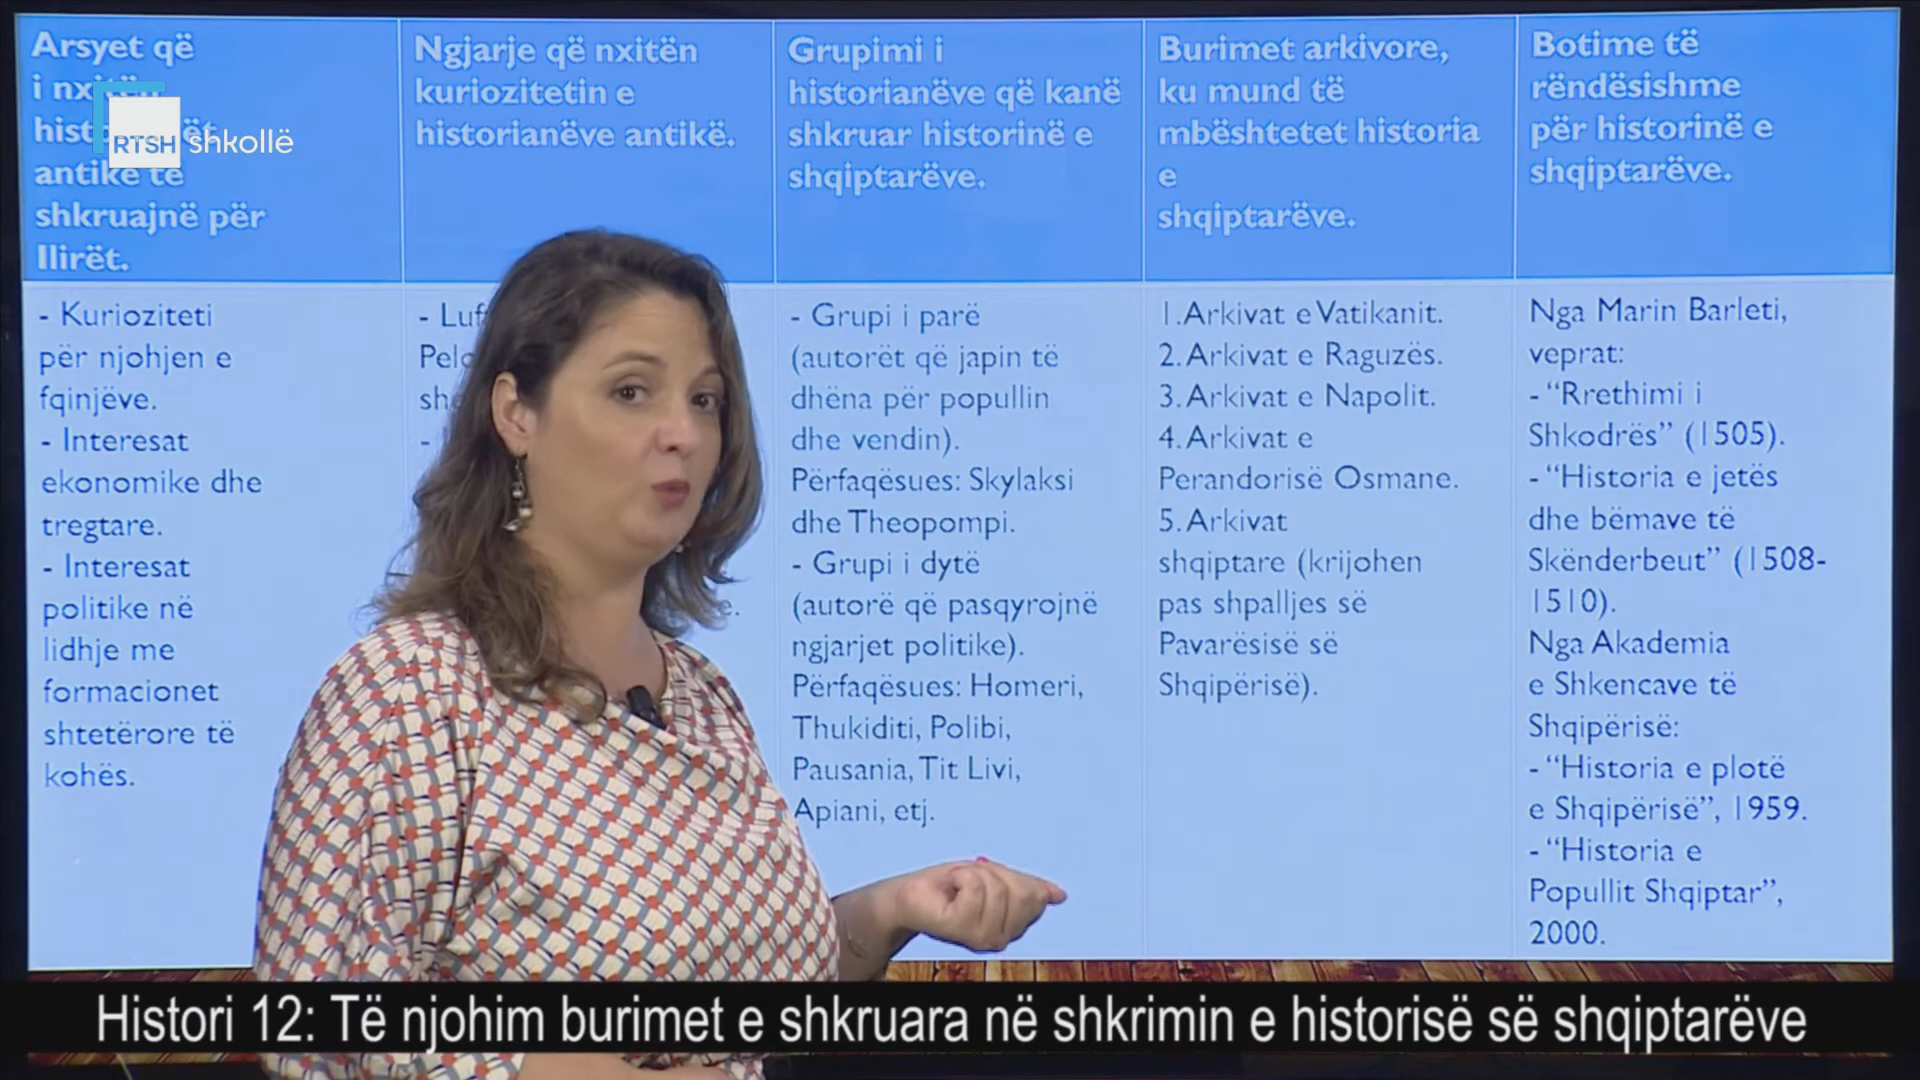 Arsyet që
i nxitën
antikë të
shkruajnë për
Ilirët.
RTSH shkollë
Ngjarje që nxitën
kuriozitetin e
historianëve antikë.
Grupimi i
historianëve që kanë
shkruar historinë e
shqiptarëve.
Burimet arkivore,
ku mund të
mbështetet historia
e
shqiptarëve.
Botime të
rëndësishme
për historinë e
shqiptarëve.
- Kurioziteti
për njohjen e
fqinjëve.
- Interesat
ekonomike dhe
tregtare.
- Interesat
politike në
lidhje me
formacionet
shtetërore të
kohës.
- Grupi i parë
(autorët që japin të
dhëna për popullin
dhe vendin).
Përfaqësues: Skylaksi
dhe Theopompi.
- Grupi i dytë
(autorë që pasqyrojnë
ngjarjet politike).
Përfaqësues: Homeri,
Thukiditi, Polibi,
Pausania, Tit Livi,
Apiani, etj.
1. Arkivat e Vatikanit.
2. Arkivat e Raguzës.
3. Arkivat e Napolit.
4. Arkivat e
Perandorisë Osmane.
5. Arkivat
shqiptare (krijohen
pas shpalljes së
Pavarësisë së
Shqipërisë).
Nga Marin Barleti,
veprat:
- “Rrethimi i
Shkodrës” (1505).
- “Historia e jetës
dhe bëmave të
Skënderbeut” (1508-
1510).
Nga Akademia
e Shkencave të
Shqipërisë:
- “Historia e plotë
e Shqipërisë”, 1959.
- “Historia e
Popullit Shqiptar”,
2000.
Histori 12: Të njohim burimet e shkruara në shkrimin e historisë së shqiptarëve